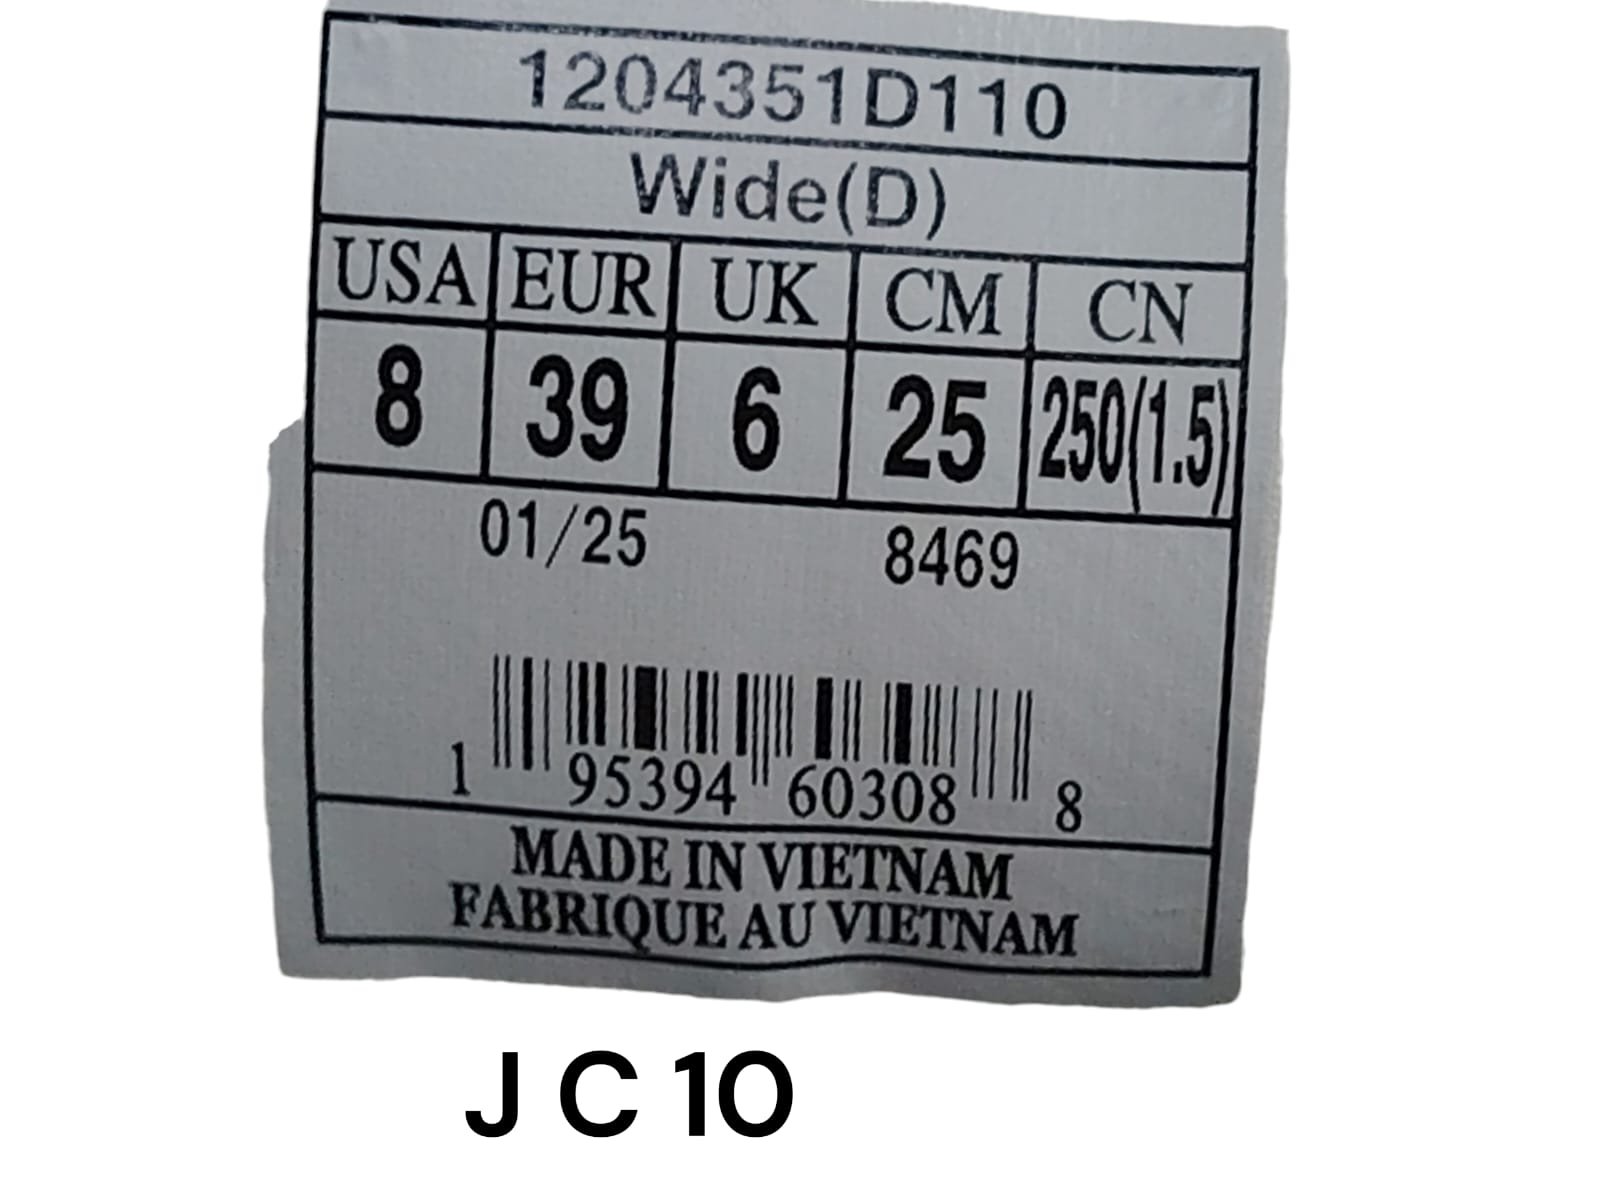 1204351D110
Wide(D)
USA EUR UK CM CN
8 39 6 25 250(1.5)
01/25 8469
1 95394 60308 8
MADE IN VIETNAM
FABRIQUE AU VIETNAM
J C 10